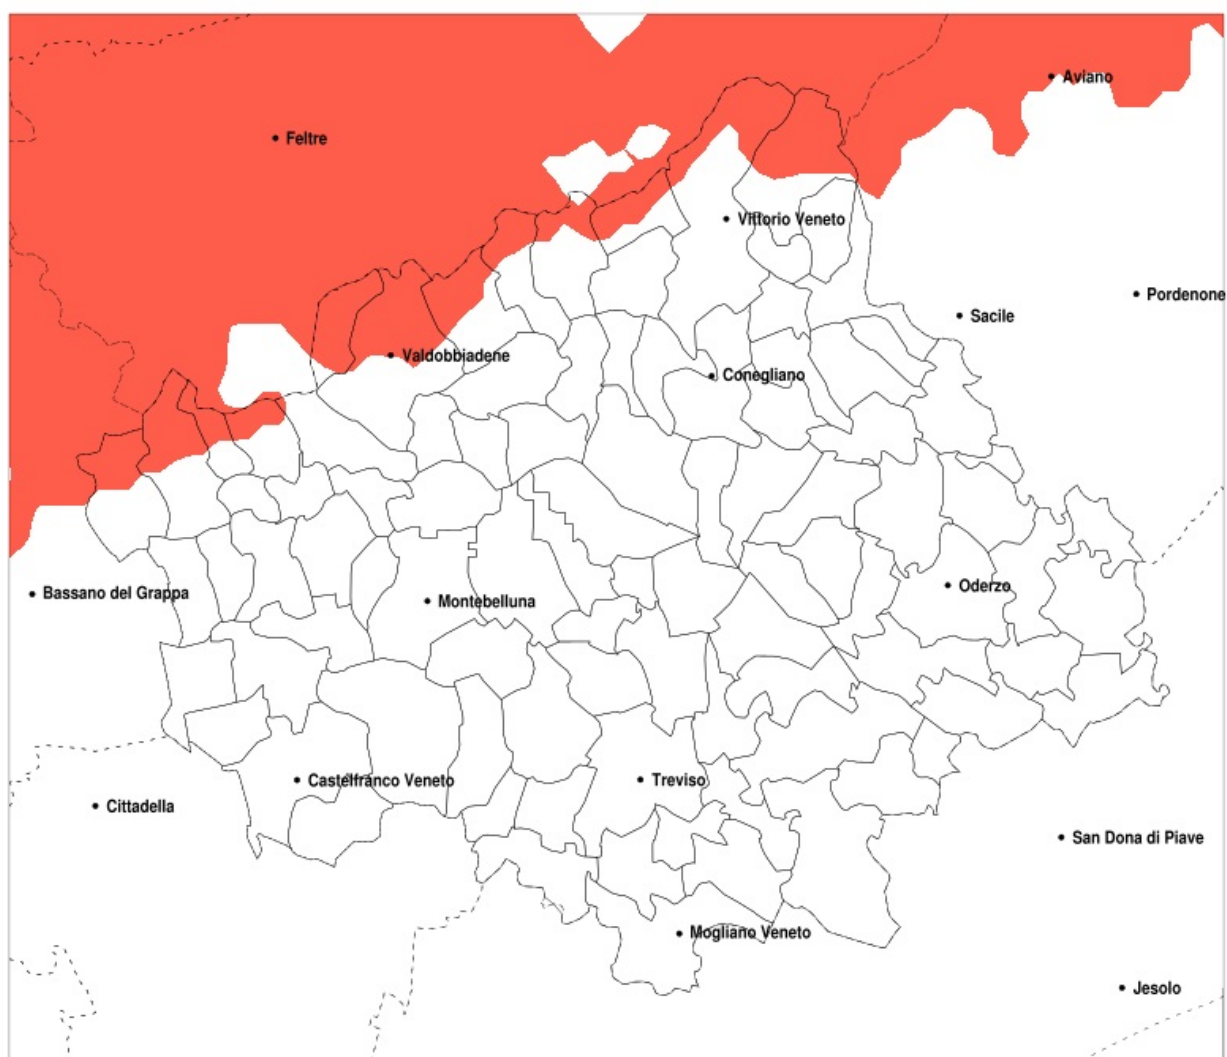 Aviano
Feltre
Vittorio Veneto
Pordenone
Sacile
Valdobbiadene
Conegliano
Bassano del Grappa
Oderzo
Montebelluna
Castelfranco Veneto
Treviso
Cittadella
San Dona di Piave
Mogliano Veneto
Jesolo